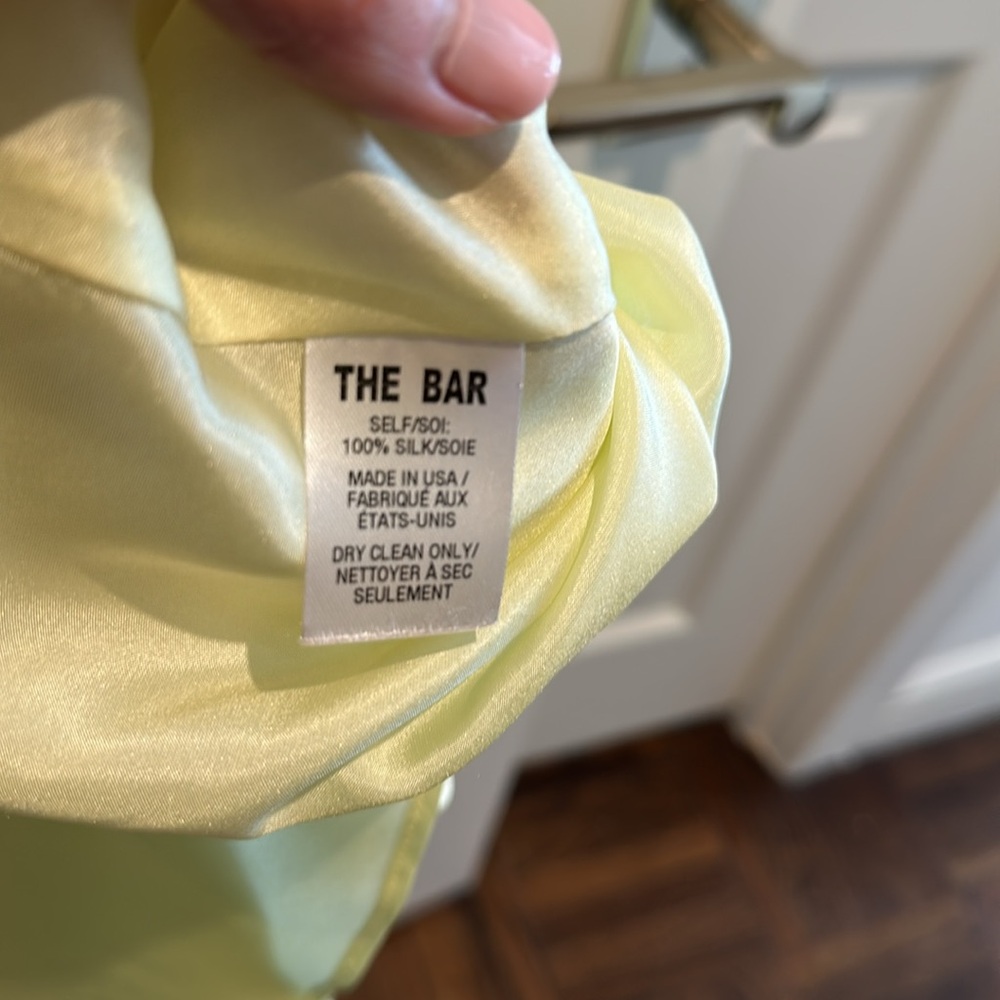 THE BAR
SELF/SOI:
100% SILK/SOIE
MADE IN USA /
FABRIQUÉ AUX
ÉTATS-UNIS
DRY CLEAN ONLY/
NETTOYER À SEC
SEULEMENT